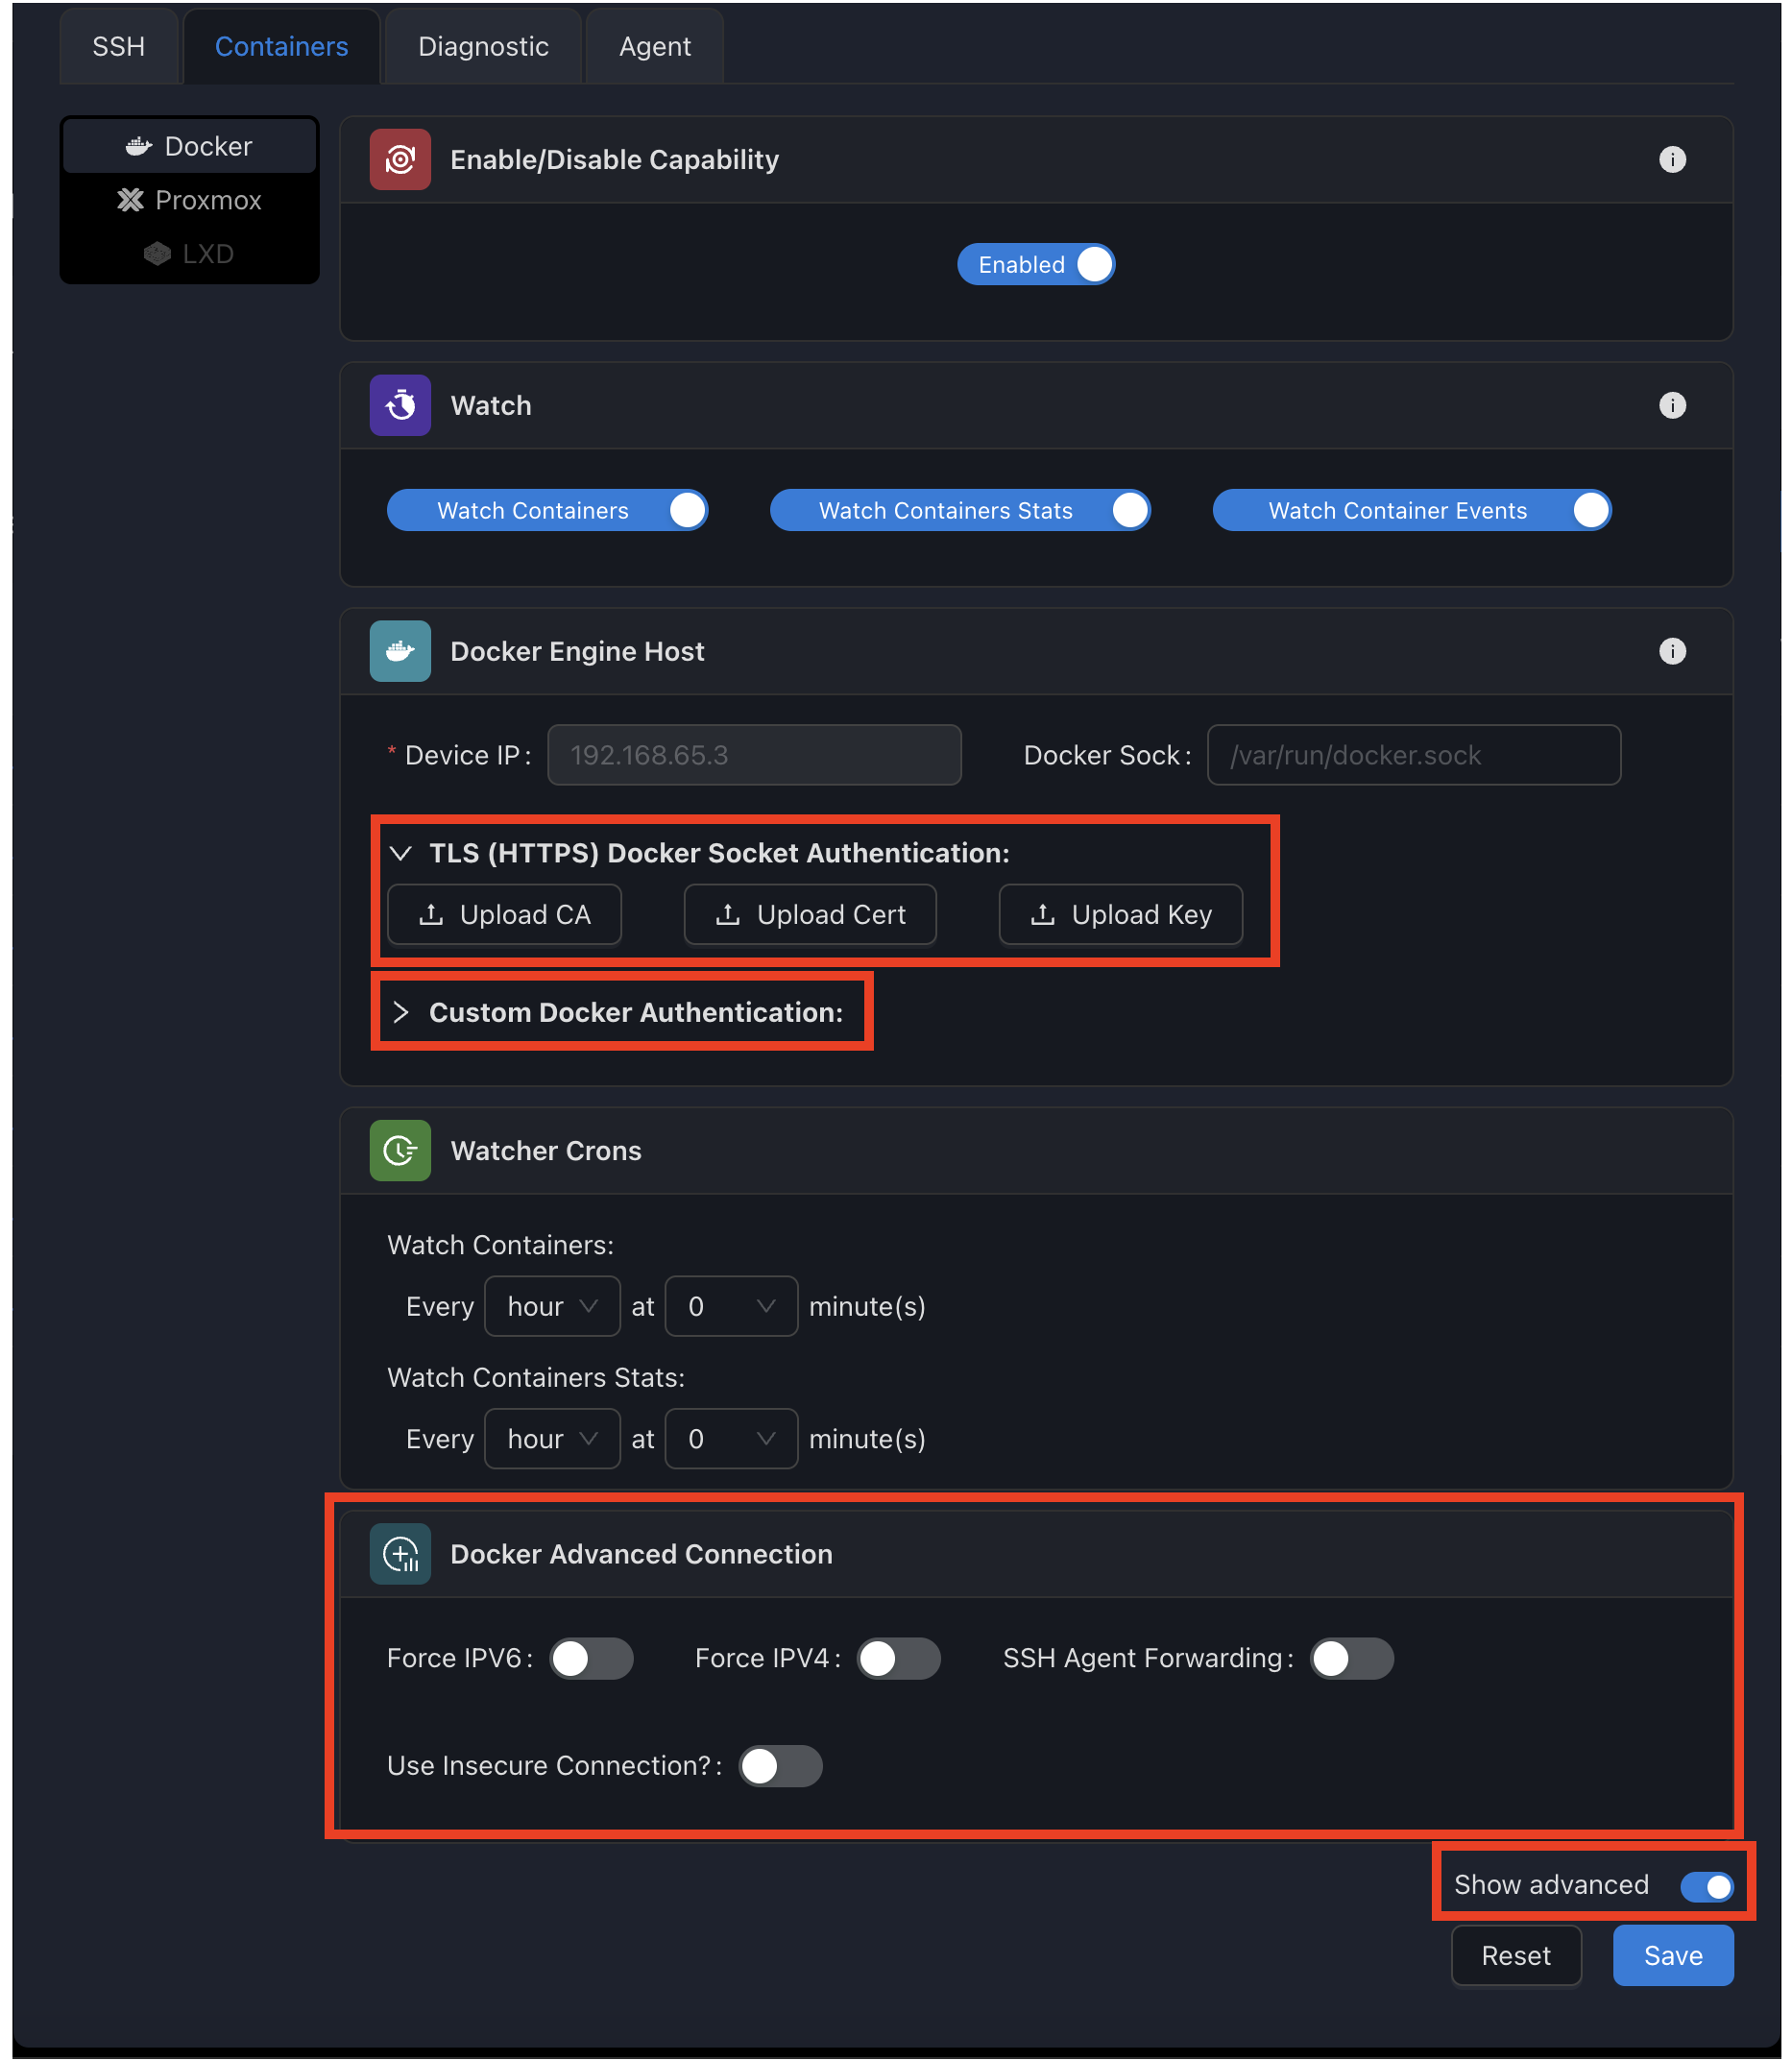 SSH Containers Diagnostic Agent
Docker
Proxmox
LXD
Enable/Disable Capability
Enabled
Watch
Watch Containers Watch Containers Stats Watch Container Events
Docker Engine Host
* Device IP : 192.168.65.3 Docker Sock : /var/run/docker.sock
TLS (HTTPS) Docker Socket Authentication:
Upload CA Upload Cert Upload Key
Custom Docker Authentication:
Watcher Crons
Watch Containers:
Every hour at 0 minute(s)
Watch Containers Stats:
Every hour at 0 minute(s)
Docker Advanced Connection
Force IPV6 : Force IPV4 : SSH Agent Forwarding :
Use Insecure Connection? :
Show advanced
Reset Save